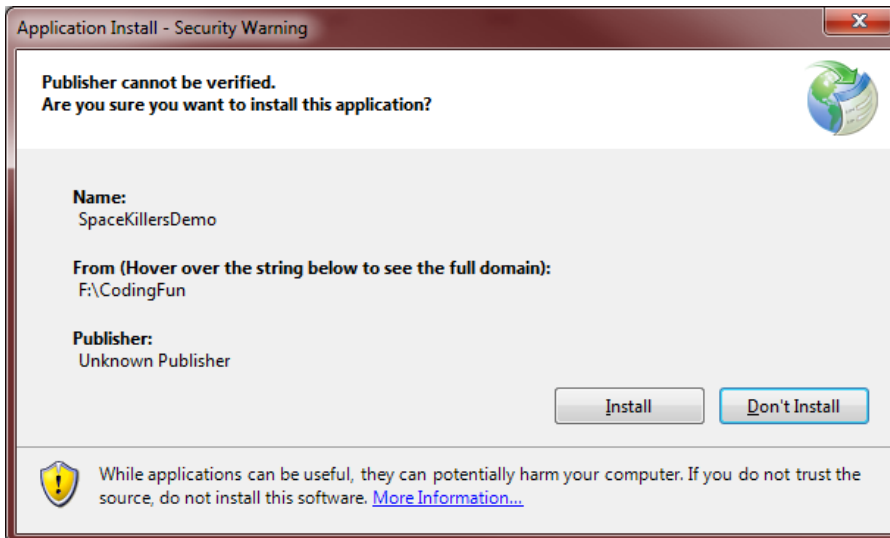 Application Install - Security Warning
Publisher cannot be verified.
Are you sure you want to install this application?
Name:
SpaceKillersDemo
From (Hover over the string below to see the full domain):
F:\CodingFun
Publisher:
Unknown Publisher
Install
Don't Install
While applications can be useful, they can potentially harm your computer. If you do not trust the
source, do not install this software. More Information...